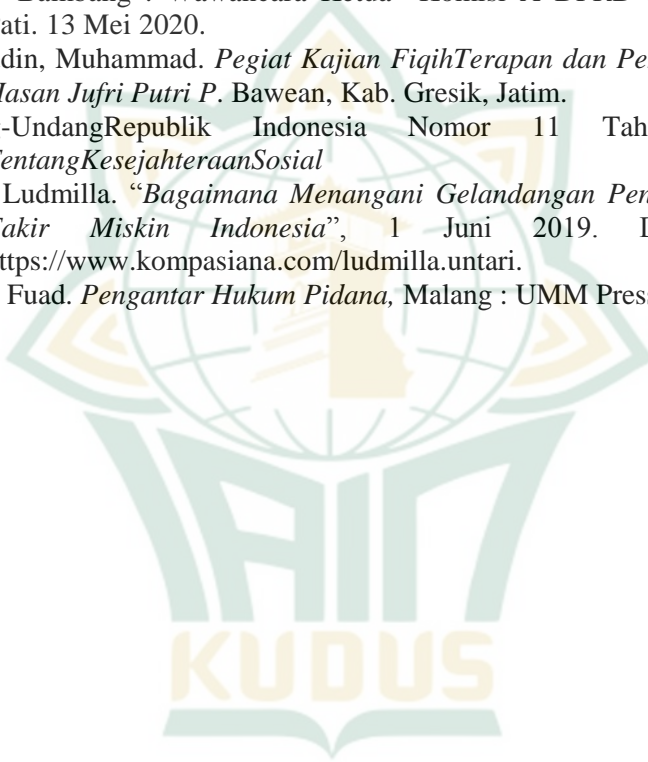 Bambang : Wawancara Ketua Komisi A DPRD
ati. 13 Mei 2020.
din, Muhammad. Pegiat Kajian FiqihTerapan dan Pe
Hasan Jufri Putri P. Bawean, Kab. Gresik, Jatim.
-UndangRepublik Indonesia Nomor 11 Tah
TentangKesejahteraanSosial
Ludmilla. “Bagaimana Menangani Gelandangan Pen
Fakir Miskin Indonesia”, 1 Juni 2019. D
ttps://www.kompasiana.com/ludmilla.untari.
Fuad. Pengantar Hukum Pidana, Malang : UMM Press
IAIN
KUDUS